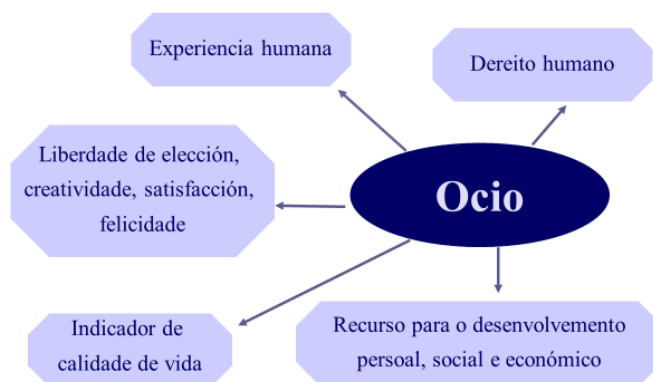 Experiencia humana
Dereito humano
Liberdade de elección,
creatividade, satisfacción,
felicidade
Ocio
Indicador de
calidade de vida
Recurso para o desenvolvemento
persoal, social e económico